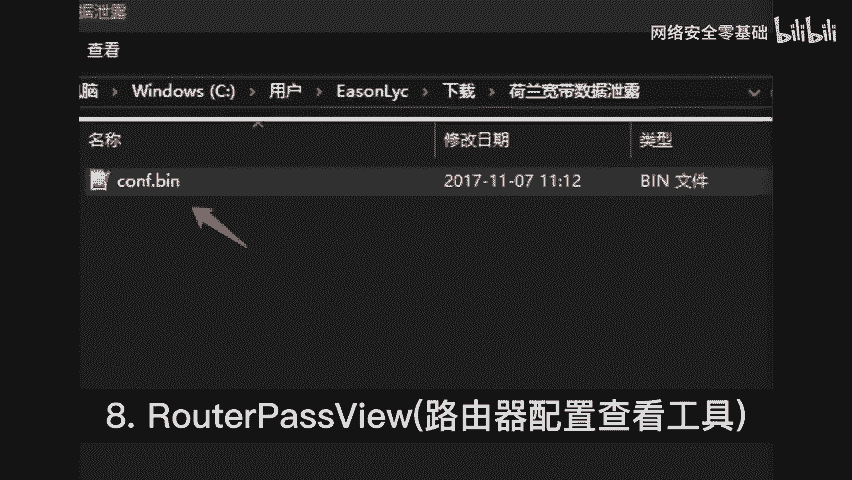 据泄露
网络安全零基础 bilibili
查看
脑 › Windows (C:) › 用户 › EasonLyc › 下载 › 荷兰宽带数据泄露
名称 修改日期 类型
conf.bin 2017-11-07 11:12 BIN 文件
8. RouterPassView(路由器配置查看工具)